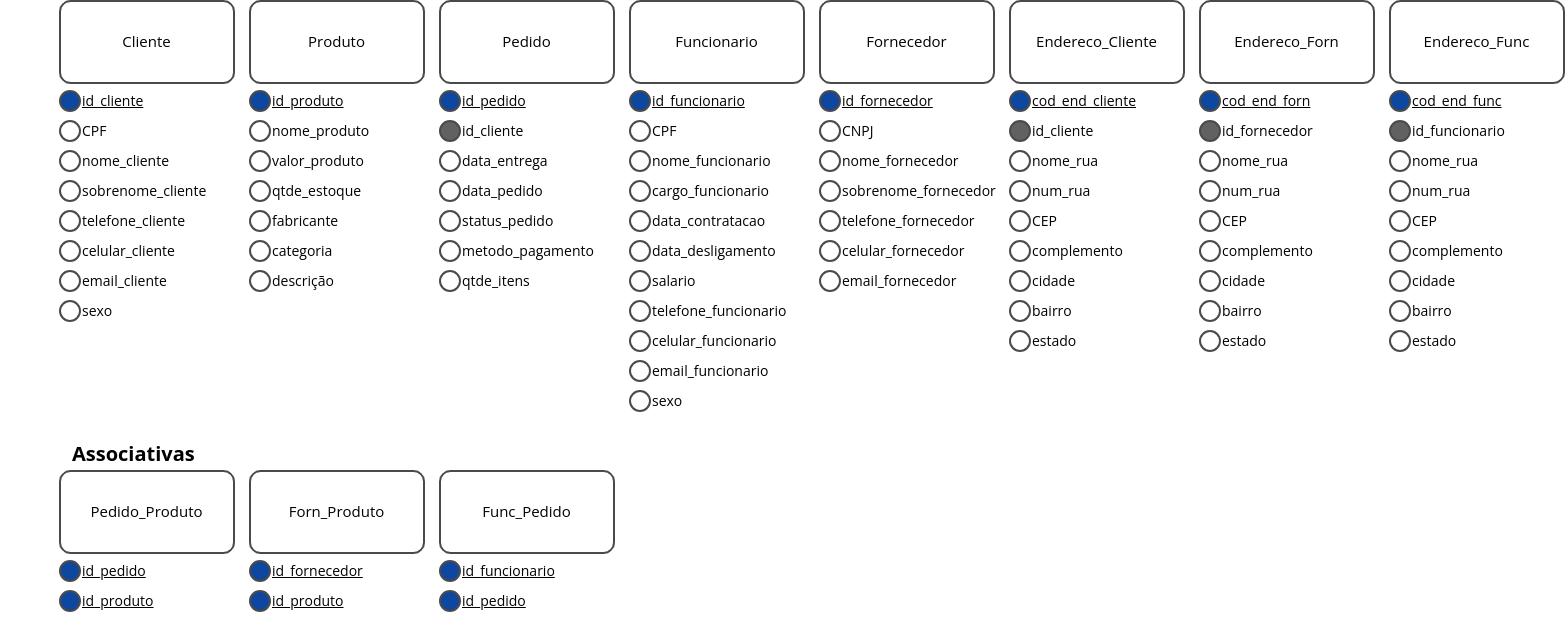 Cliente
id_cliente
CPF
nome_cliente
sobrenome_cliente
telefone_cliente
celular_cliente
email_cliente
sexo
Produto
id_produto
nome_produto
valor_produto
qtde_estoque
fabricante
categoria
descrição
Pedido
id_pedido
id_cliente
data_entrega
data_pedido
status_pedido
metodo_pagamento
qtde_itens
Funcionario
id_funcionario
CPF
nome_funcionario
cargo_funcionario
data_contratacao
data_desligamento
salario
telefone_funcionario
celular_funcionario
email_funcionario
sexo
Fornecedor
id_fornecedor
CNPJ
nome_fornecedor
sobrenome_fornecedor
telefone_fornecedor
celular_fornecedor
email_fornecedor
Endereco_Cliente
cod_end_cliente
id_cliente
nome_rua
num_rua
CEP
complemento
cidade
bairro
estado
Endereco_Forn
cod_end_forn
id_fornecedor
nome_rua
num_rua
CEP
complemento
cidade
bairro
estado
Endereco_Func
cod_end_func
id_funcionario
nome_rua
num_rua
CEP
complemento
cidade
bairro
estado
Associativas
Pedido_Produto
id_pedido
id_produto
Forn_Produto
id_fornecedor
id_produto
Func_Pedido
id_funcionario
id_pedido